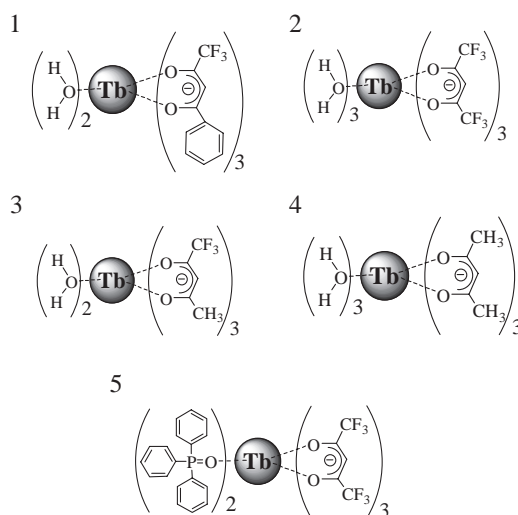 1
( H O H ) 2 Tb ( O O CF3 ⊖ ) 3
2
( H O H ) 3 Tb ( O O CF3 ⊖ CF3 ) 3
3
( H O H ) 2 Tb ( O O CF3 ⊖ CH3 ) 3
4
( H O H ) 3 Tb ( O O CH3 ⊖ CH3 ) 3
5
( P=O ) 2 Tb ( O O CF3 ⊖ CF3 ) 3